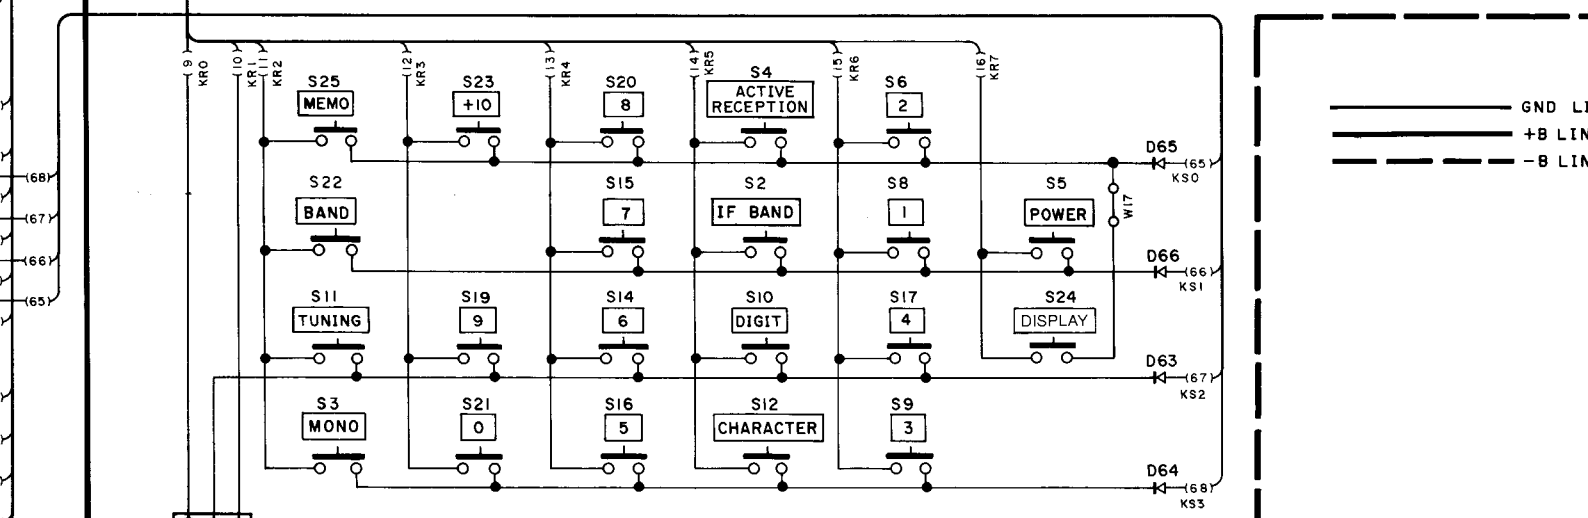 9 KR0
10 KR1
11 KR2
12 KR3
13 KR4
14 KR5
15 KR6
16 KR7
S25 S23 S20 S4 S6
MEMO +10 8 ACTIVE RECEPTION 2
D65 (65)
KS0
(68)
S22 S15 S2 S8 S5
BAND 7 IF BAND 1 POWER
W17
(67)
D66 (66)
KS1
(66)
S11 S19 S14 S10 S17 S24
TUNING 9 6 DIGIT 4 DISPLAY
(65)
D63 (67)
KS2
S3 S21 S16 S12 S9
MONO 0 5 CHARACTER 3
D64 (68)
KS3
GND LI
+B LIN
-B LIN